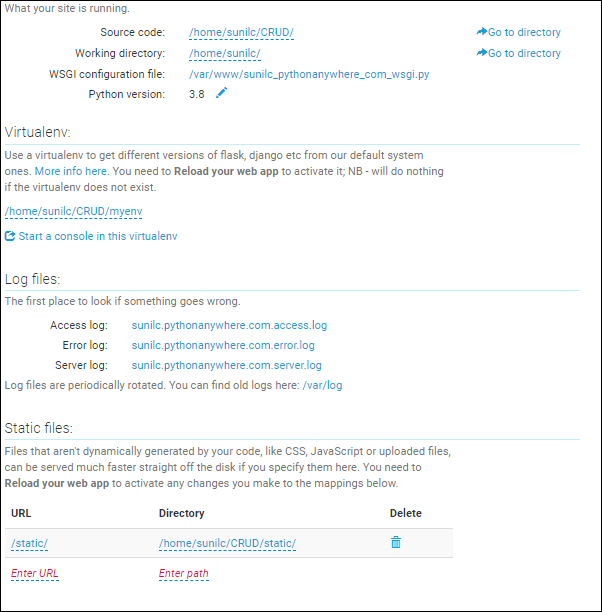 What your site is running.
Source code: /home/sunilc/CRUD/ Go to directory
Working directory: /home/sunilc/ Go to directory
WSGI configuration file: /var/www/sunilc_pythonanywhere_com_wsgi.py
Python version: 3.8
Virtualenv:
Use a virtualenv to get different versions of flask, django etc from our default system
ones. More info here. You need to Reload your web app to activate it; NB - will do nothing
if the virtualenv does not exist.
/home/sunilc/CRUD/myenv
Start a console in this virtualenv
Log files:
The first place to look if something goes wrong.
Access log: sunilc.pythonanywhere.com.access.log
Error log: sunilc.pythonanywhere.com.error.log
Server log: sunilc.pythonanywhere.com.server.log
Log files are periodically rotated. You can find old logs here: /var/log
Static files:
Files that aren't dynamically generated by your code, like CSS, JavaScript or uploaded files,
can be served much faster straight off the disk if you specify them here. You need to
Reload your web app to activate any changes you make to the mappings below.
URL Directory Delete
/static/ /home/sunilc/CRUD/static/
Enter URL Enter path